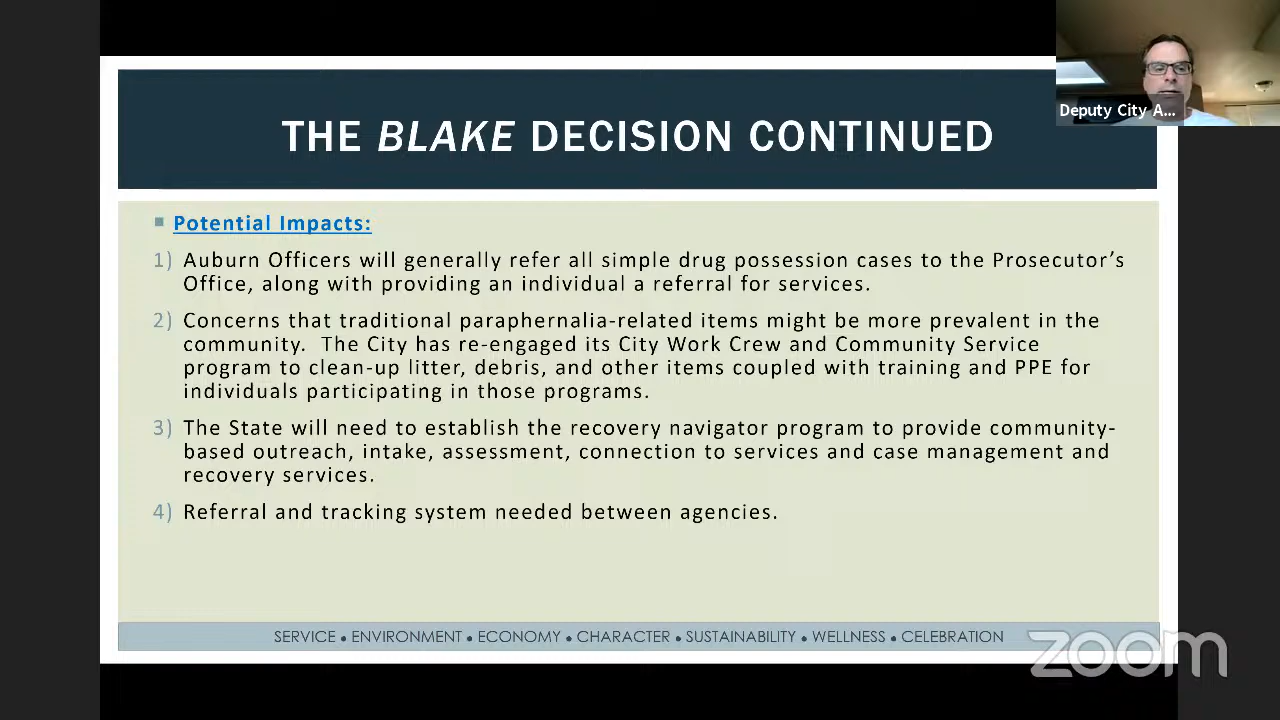 THE BLAKE DECISION CONTINUED
Deputy City A...
Potential Impacts:
1) Auburn Officers will generally refer all simple drug possession cases to the Prosecutor’s
Office, along with providing an individual a referral for services.
2) Concerns that traditional paraphernalia-related items might be more prevalent in the
community. The City has re-engaged its City Work Crew and Community Service
program to clean-up litter, debris, and other items coupled with training and PPE for
individuals participating in those programs.
3) The State will need to establish the recovery navigator program to provide community-
based outreach, intake, assessment, connection to services and case management and
recovery services.
4) Referral and tracking system needed between agencies.
SERVICE • ENVIRONMENT • ECONOMY • CHARACTER • SUSTAINABILITY • WELLNESS • CELEBRATION
zoom